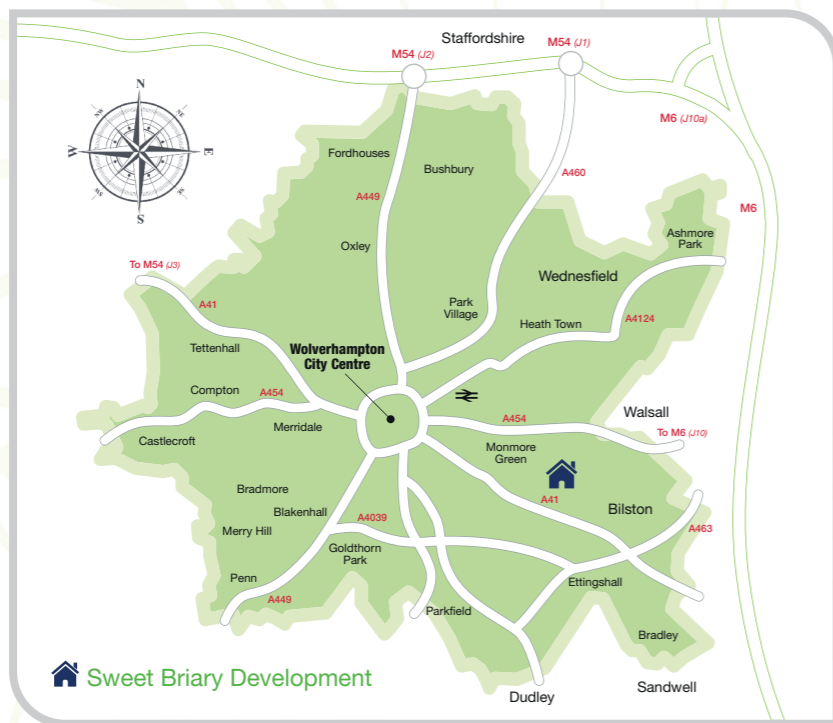 Staffordshire
M54 (J1)
M54 (J2)
N
NW
NE
W
E
SW
SE
S
M6 (J10a)
Fordhouses
Bushbury
A460
A449
M6
Ashmore
Park
Oxley
To M54 (J3)
Wednesfield
A41
Park
Village
Heath Town
A4124
Tettenhall
Wolverhampton
City Centre
Compton
A454
Walsall
A454
Merridale
To M6 (J10)
Castlecroft
Monmore
Green
Bradmore
A41
Blakenhall
Bilston
A4039
Merry Hill
A463
Goldthorn
Park
Penn
Ettingshall
A449
Parkfield
Bradley
Sweet Briary Development
Sandwell
Dudley